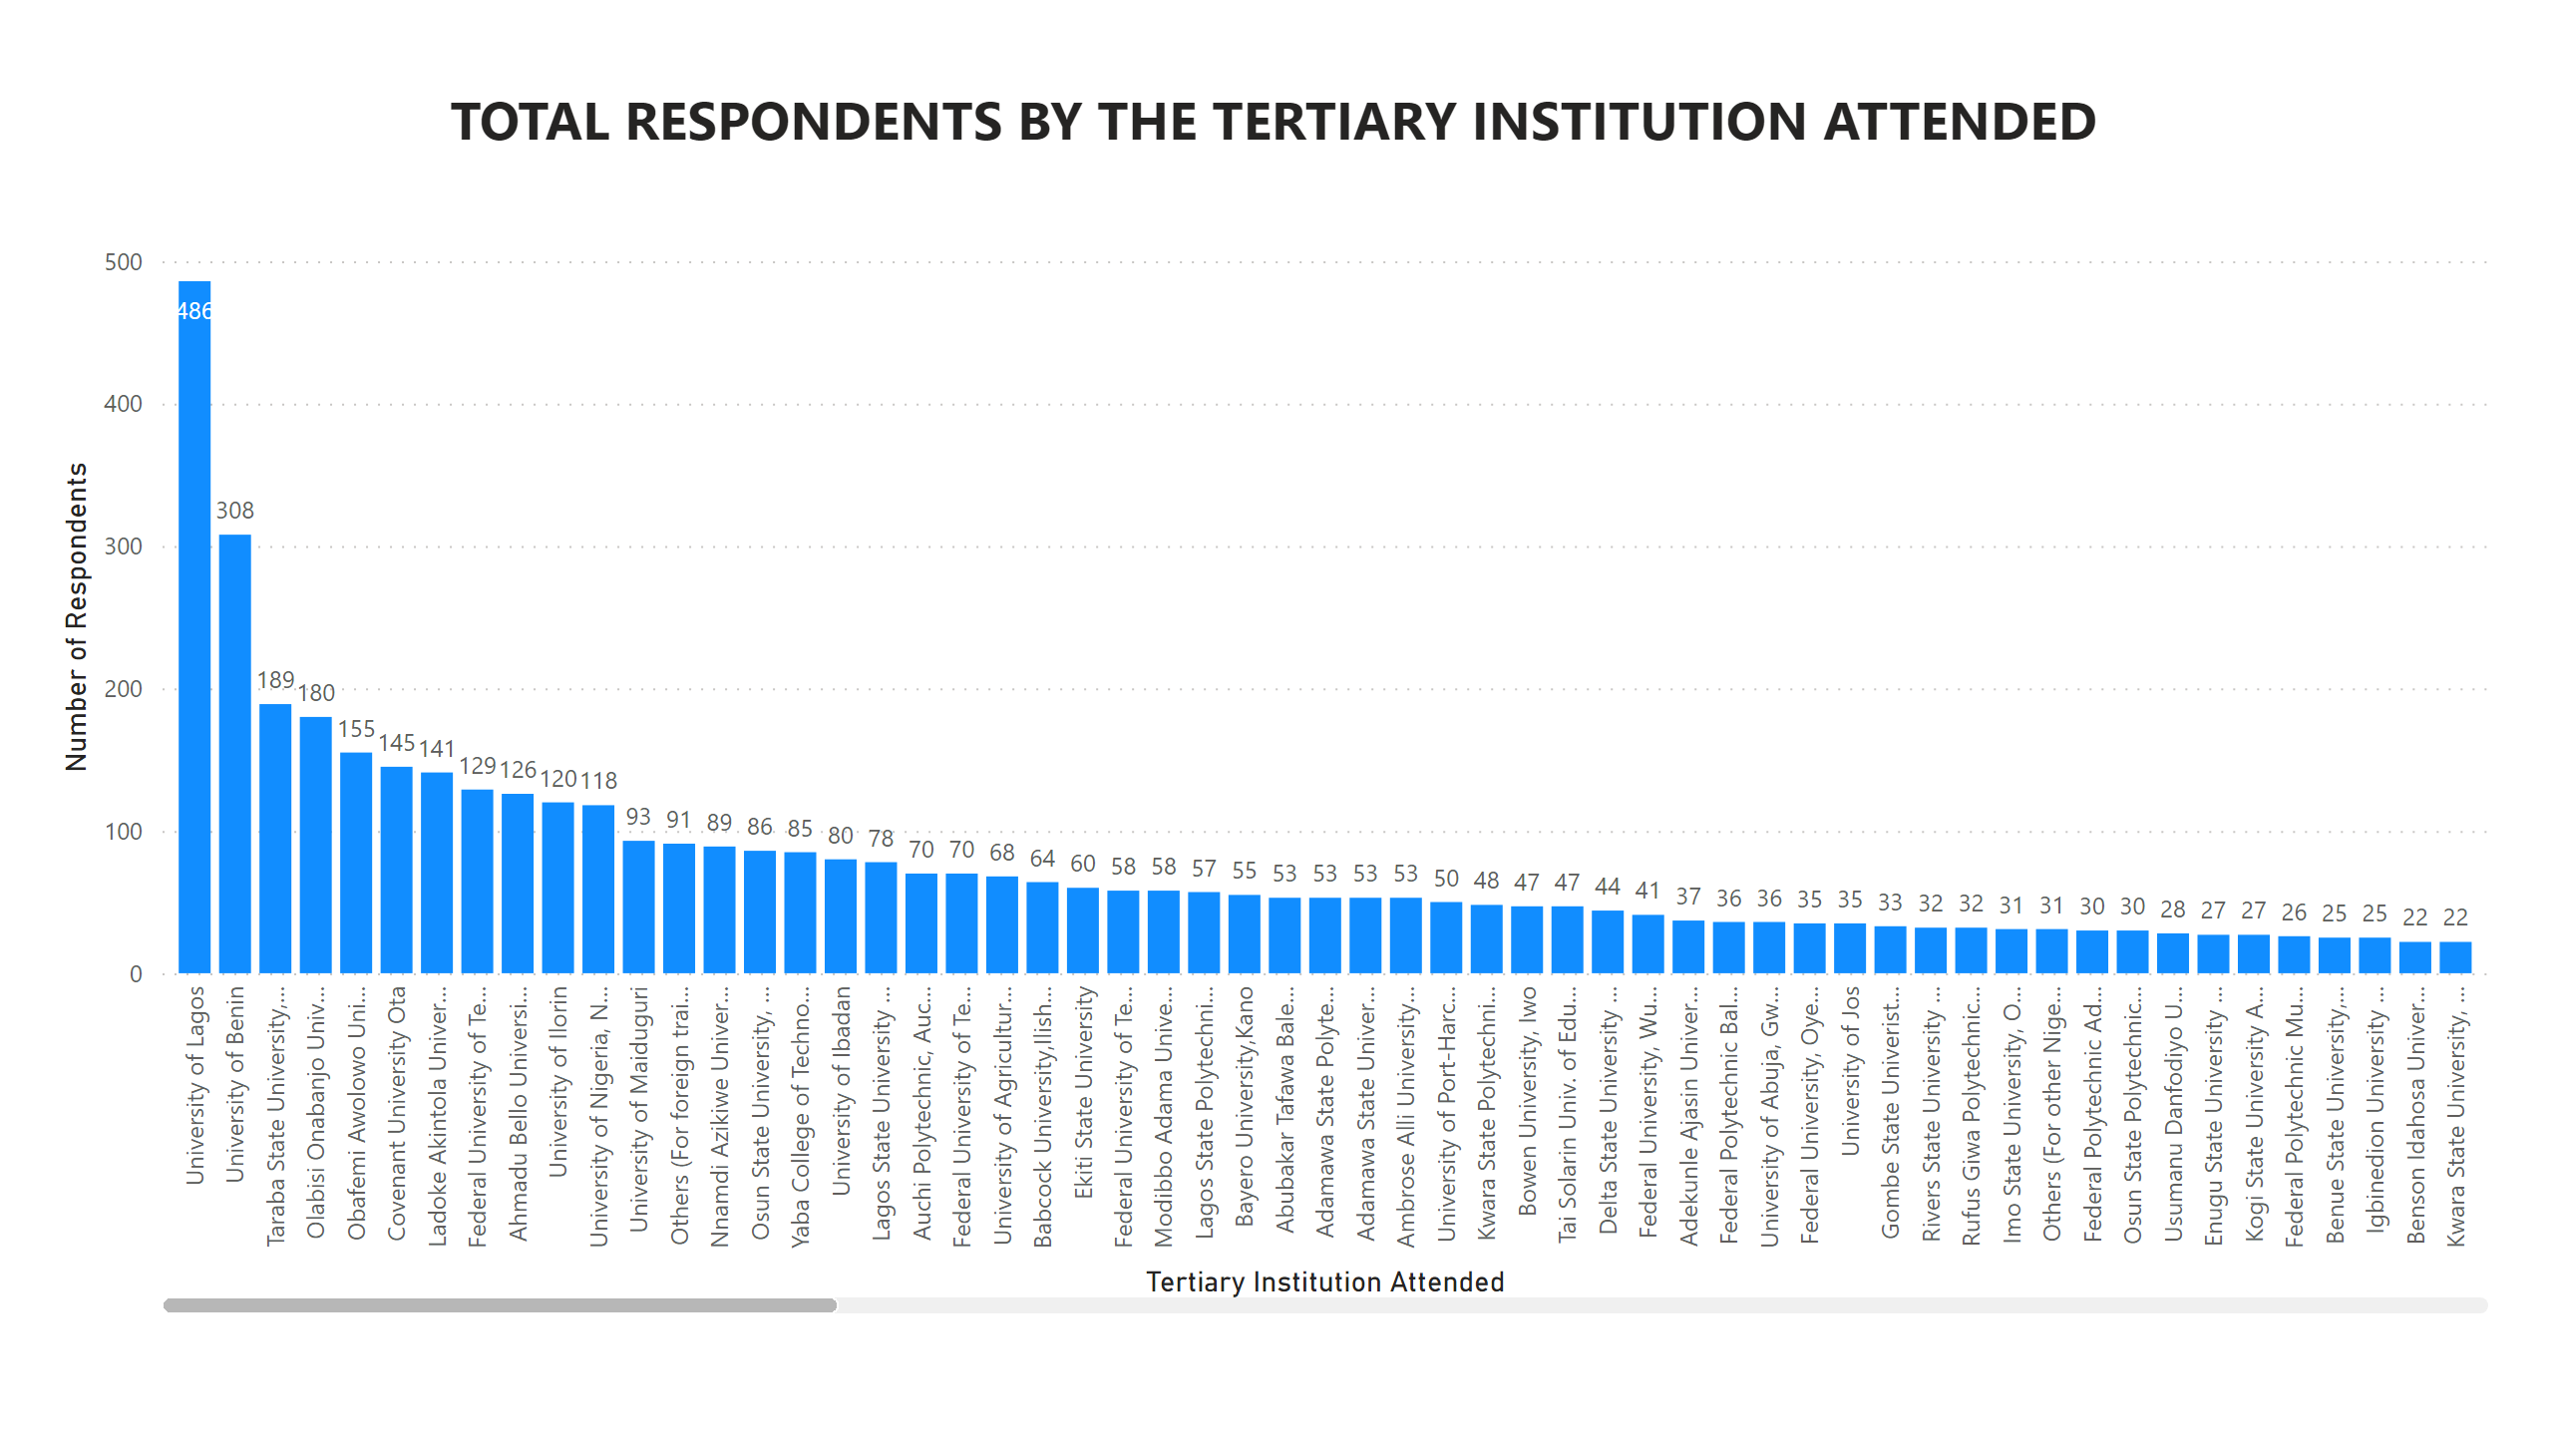 TOTAL RESPONDENTS BY THE TERTIARY INSTITUTION ATTENDED
Number of Respondents
500
400
300
200
100
0
486
308
189
180
155
145
141
129
126
120
118
93
91
89
86
85
80
78
70
70
68
64
60
58
58
57
55
53
53
53
53
50
48
47
47
44
41
37
36
36
35
35
33
32
32
31
31
30
30
28
27
27
26
25
25
22
22
University of Lagos
University of Benin
Taraba State University,...
Olabisi Onabanjo Univ...
Obafemi Awolowo Uni...
Covenant University Ota
Ladoke Akintola Univer...
Federal University of Te...
Ahmadu Bello Universi...
University of Ilorin
University of Nigeria, N...
University of Maiduguri
Others (For foreign trai...
Nnamdi Azikiwe Univer...
Osun State University, ...
Yaba College of Techno...
University of Ibadan
Lagos State University ...
Auchi Polytechnic, Auc...
Federal University of Te...
University of Agricultur...
Babcock University,Ilish...
Ekiti State University
Federal University of Te...
Modibbo Adama Unive...
Lagos State Polytechni...
Bayero University,Kano
Abubakar Tafawa Bale...
Adamawa State Polyte...
Adamawa State Univer...
Ambrose Alli University...
University of Port-Harc...
Kwara State Polytechni...
Bowen University, Iwo
Tai Solarin Univ. of Edu...
Delta State University ...
Federal University, Wu...
Adekunle Ajasin Univer...
Federal Polytechnic Bal...
University of Abuja, Gw...
Federal University, Oye...
University of Jos
Gombe State Univerist...
Rivers State University ...
Rufus Giwa Polytechnic...
Imo State University, O...
Others (For other Nige...
Federal Polytechnic Ad...
Osun State Polytechnic...
Usumanu Danfodiyo U...
Enugu State University ...
Kogi State University A...
Federal Polytechnic Mu...
Benue State University,...
Igbinedion University ...
Benson Idahosa Univer...
Kwara State University, ...
Tertiary Institution Attended